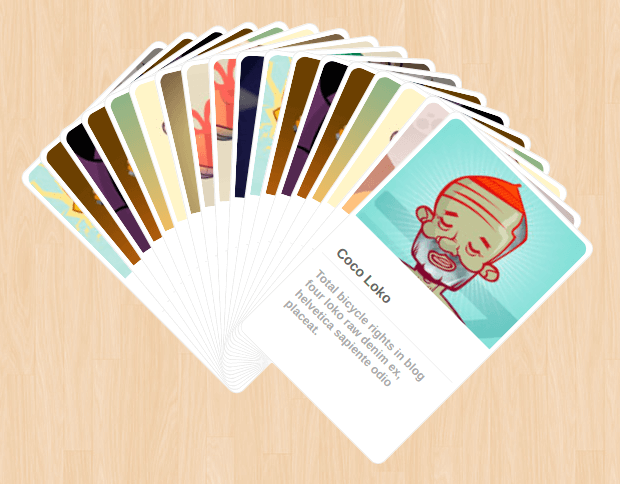 Coco Loko
Total bicycle rights in blog
four loko raw denim ex,
helvetica sapiente odio
placeat.